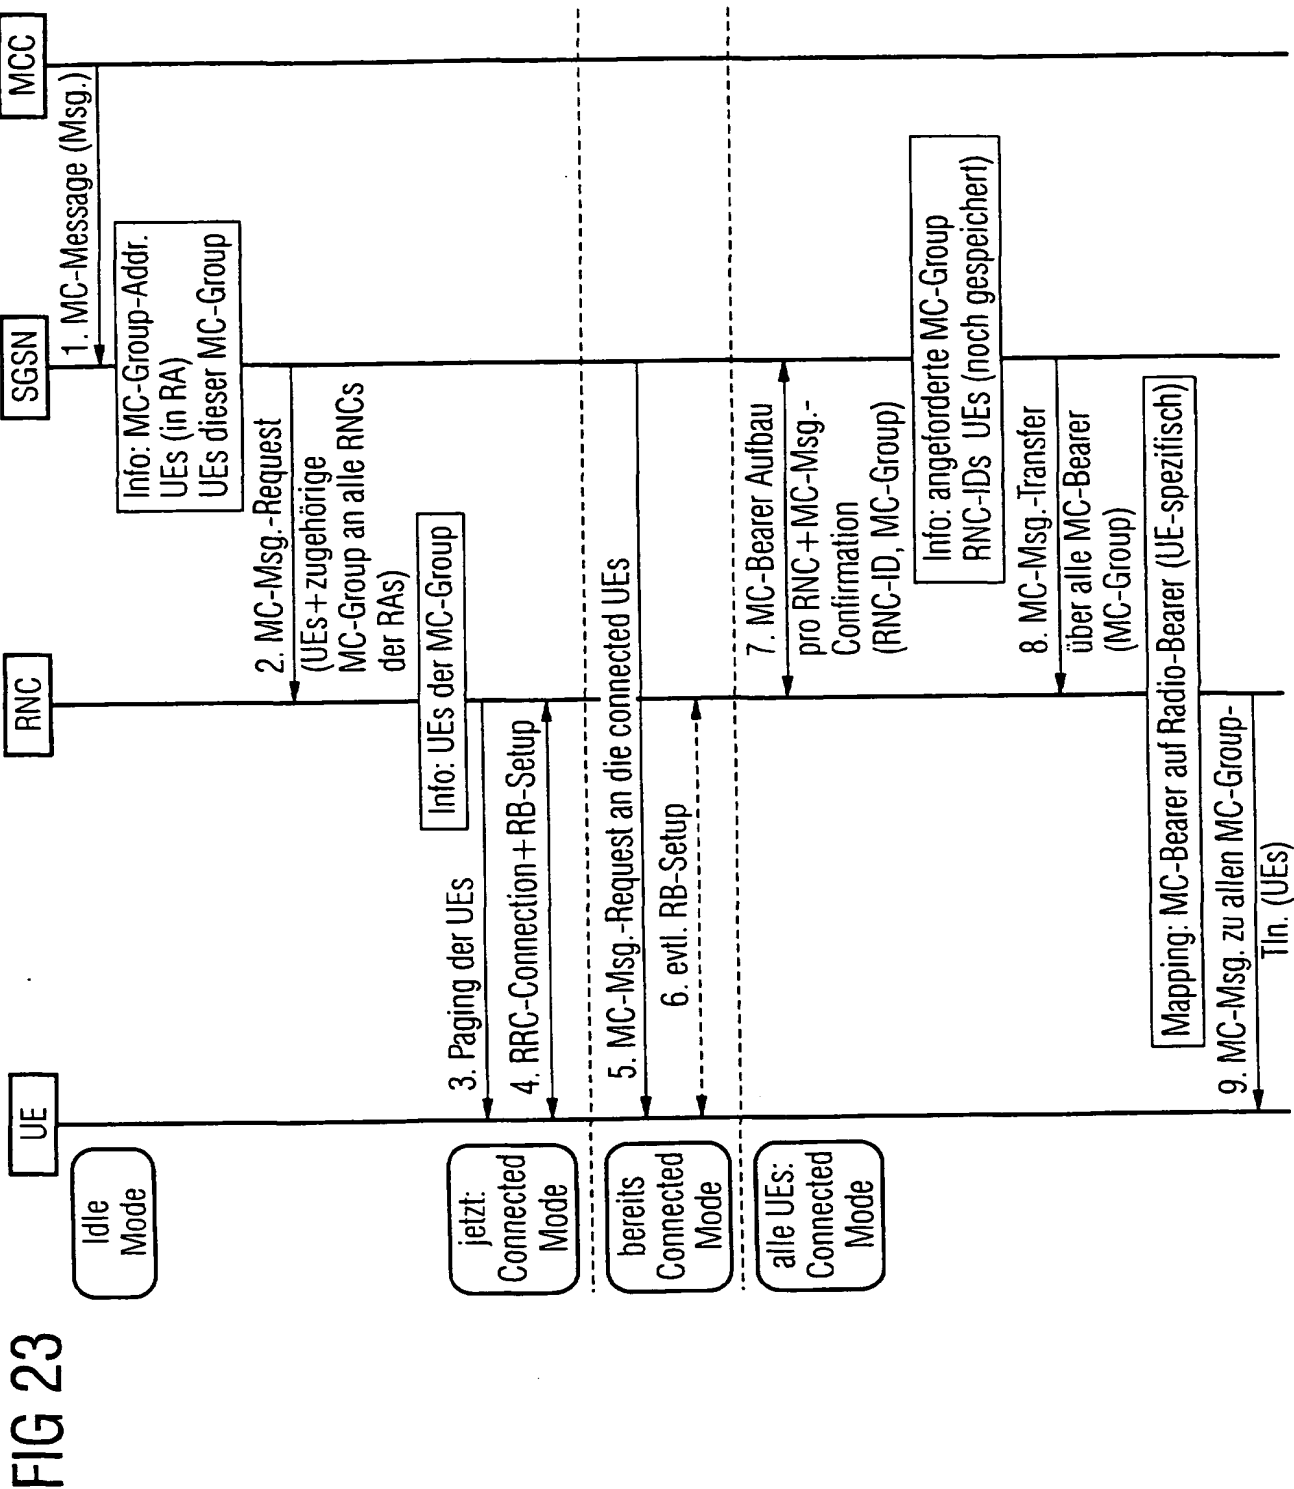 FIG 23
UE
RNC
SGSN
MCC
Idle
Mode
1. MC-Message (Msg.)
Info: MC-Group-Addr.
UEs (in RA)
UEs dieser MC-Group
2. MC-Msg.-Request
(UEs+zugehörige
MC-Group an alle RNCs
der RAs)
Info: UEs der MC-Group
jetzt:
Connected
Mode
3. Paging der UEs
4. RRC-Connection+RB-Setup
bereits
Connected
Mode
5. MC-Msg.-Request an die connected UEs
6. evtl. RB-Setup
alle UEs:
Connected
Mode
7. MC-Bearer Aufbau
pro RNC+MC-Msg.-
Confirmation
(RNC-ID, MC-Group)
Info: angeforderte MC-Group
RNC-IDs UEs (noch gespeichert)
8. MC-Msg.-Transfer
über alle MC-Bearer
(MC-Group)
Mapping: MC-Bearer auf Radio-Bearer (UE-spezifisch)
9. MC-Msg. zu allen MC-Group-
Tln. (UEs)